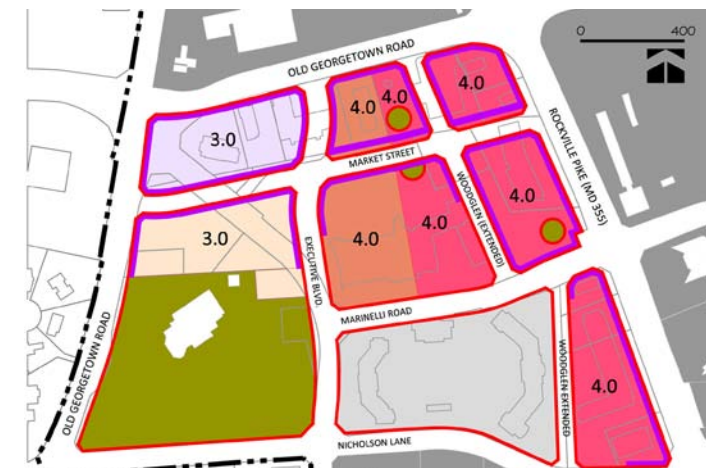 0 400
OLD GEORGETOWN ROAD
4.0 4.0
4.0
3.0
MARKET STREET
ROCKVILLE PIKE (MD 355)
WOODGLEN (EXTENDED)
4.0
4.0
4.0
3.0
EXECUTIVE BLVD.
MARINELLI ROAD
OLD GEORGETOWN ROAD
WOODGLEN EXTENDED
4.0
NICHOLSON LANE